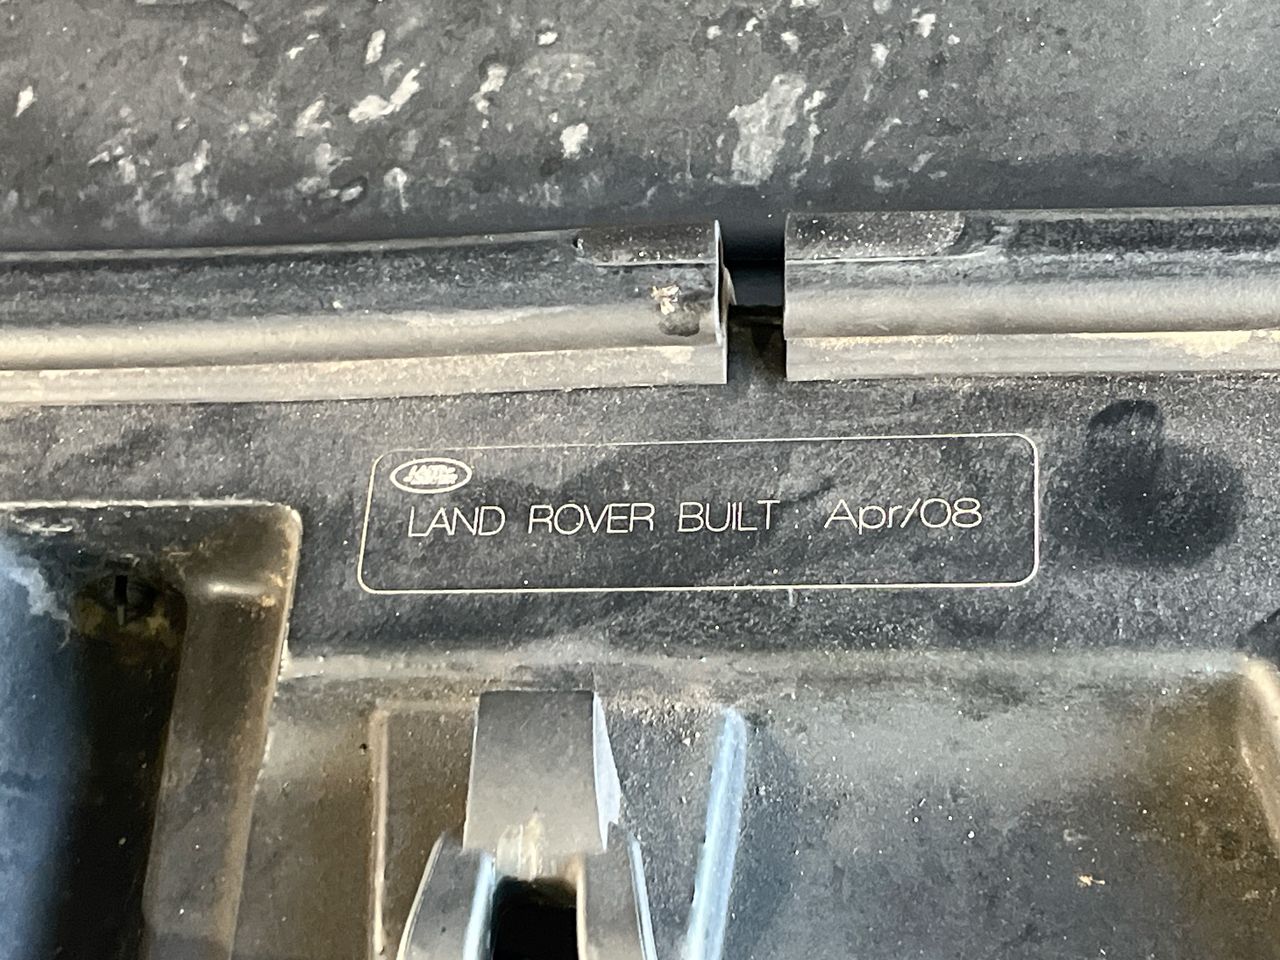 LAND ROVER BUILT : Apr/08